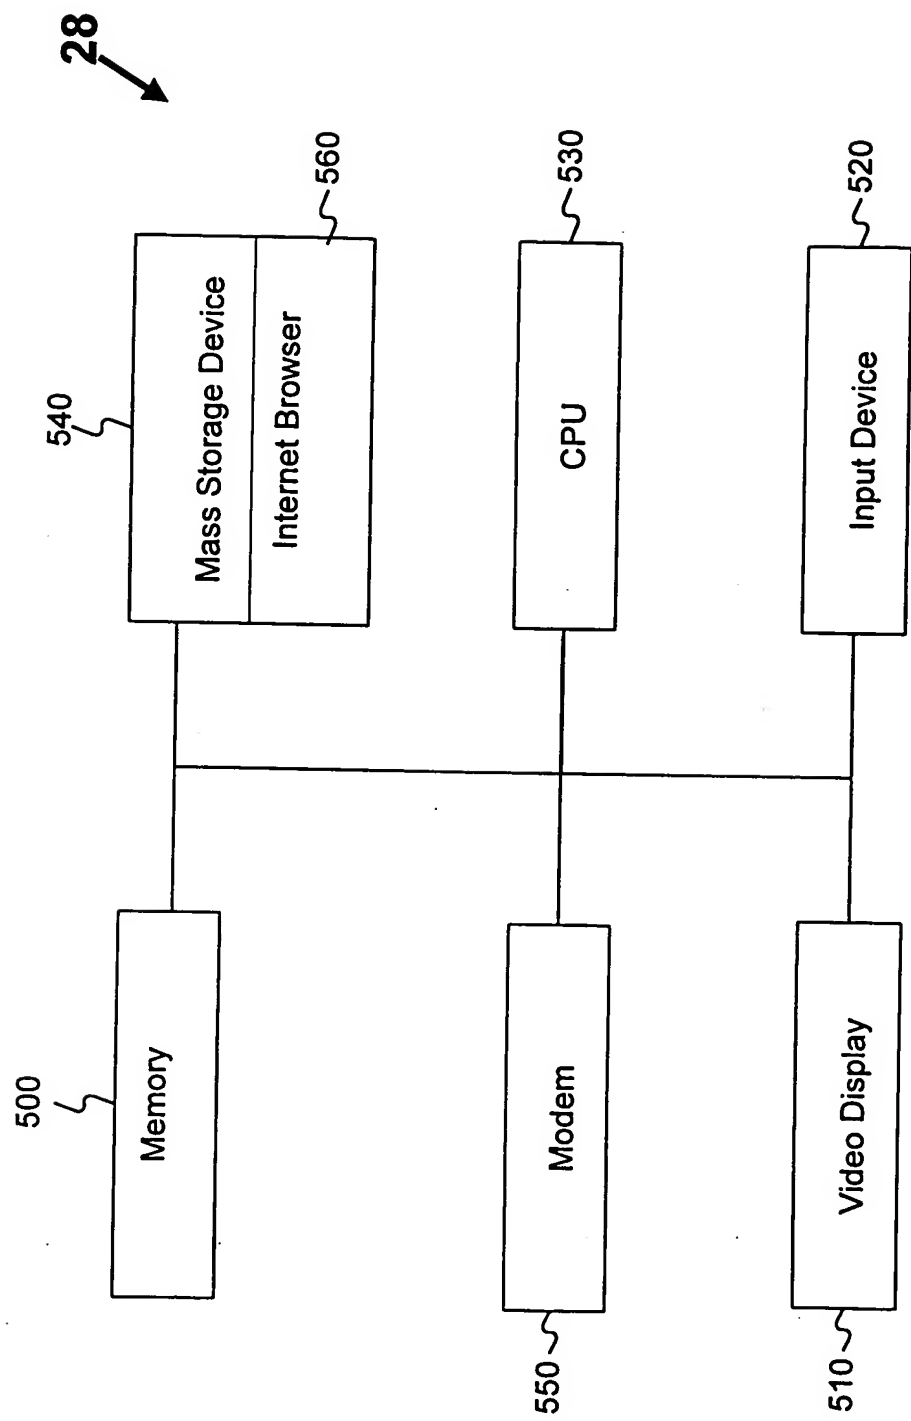 28
540
Mass Storage Device
Internet Browser
560
500
Memory
530
CPU
Modem
550
520
Input Device
Video Display
510